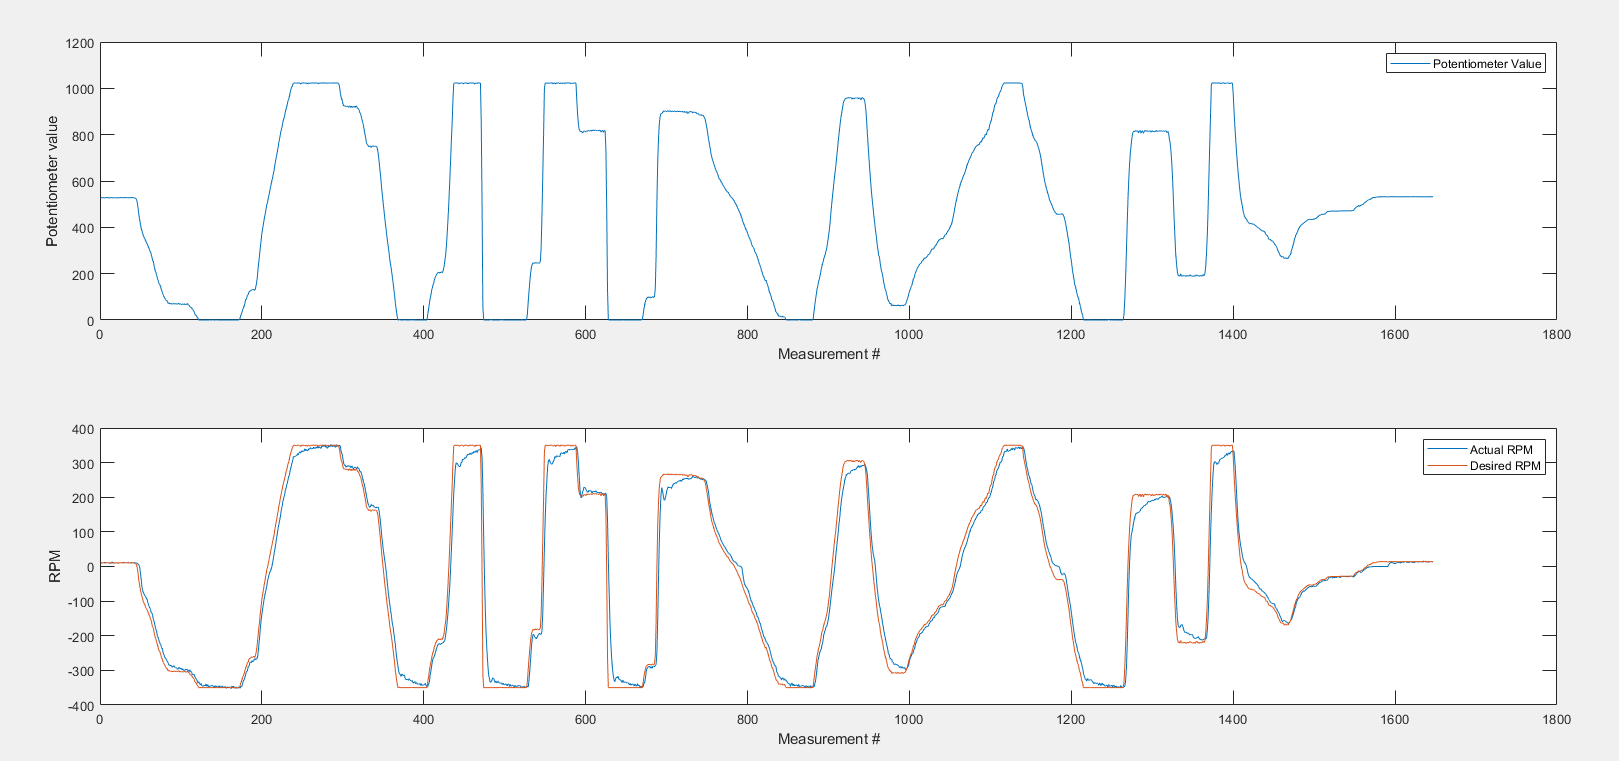 1200
1000
800
600
400
200
0
Potentiometer value
Potentiometer Value
0 200 400 600 800 1000 1200 1400 1600 1800
Measurement #
400
300
200
100
0
-100
-200
-300
-400
RPM
Actual RPM
Desired RPM
0 200 400 600 800 1000 1200 1400 1600 1800
Measurement #